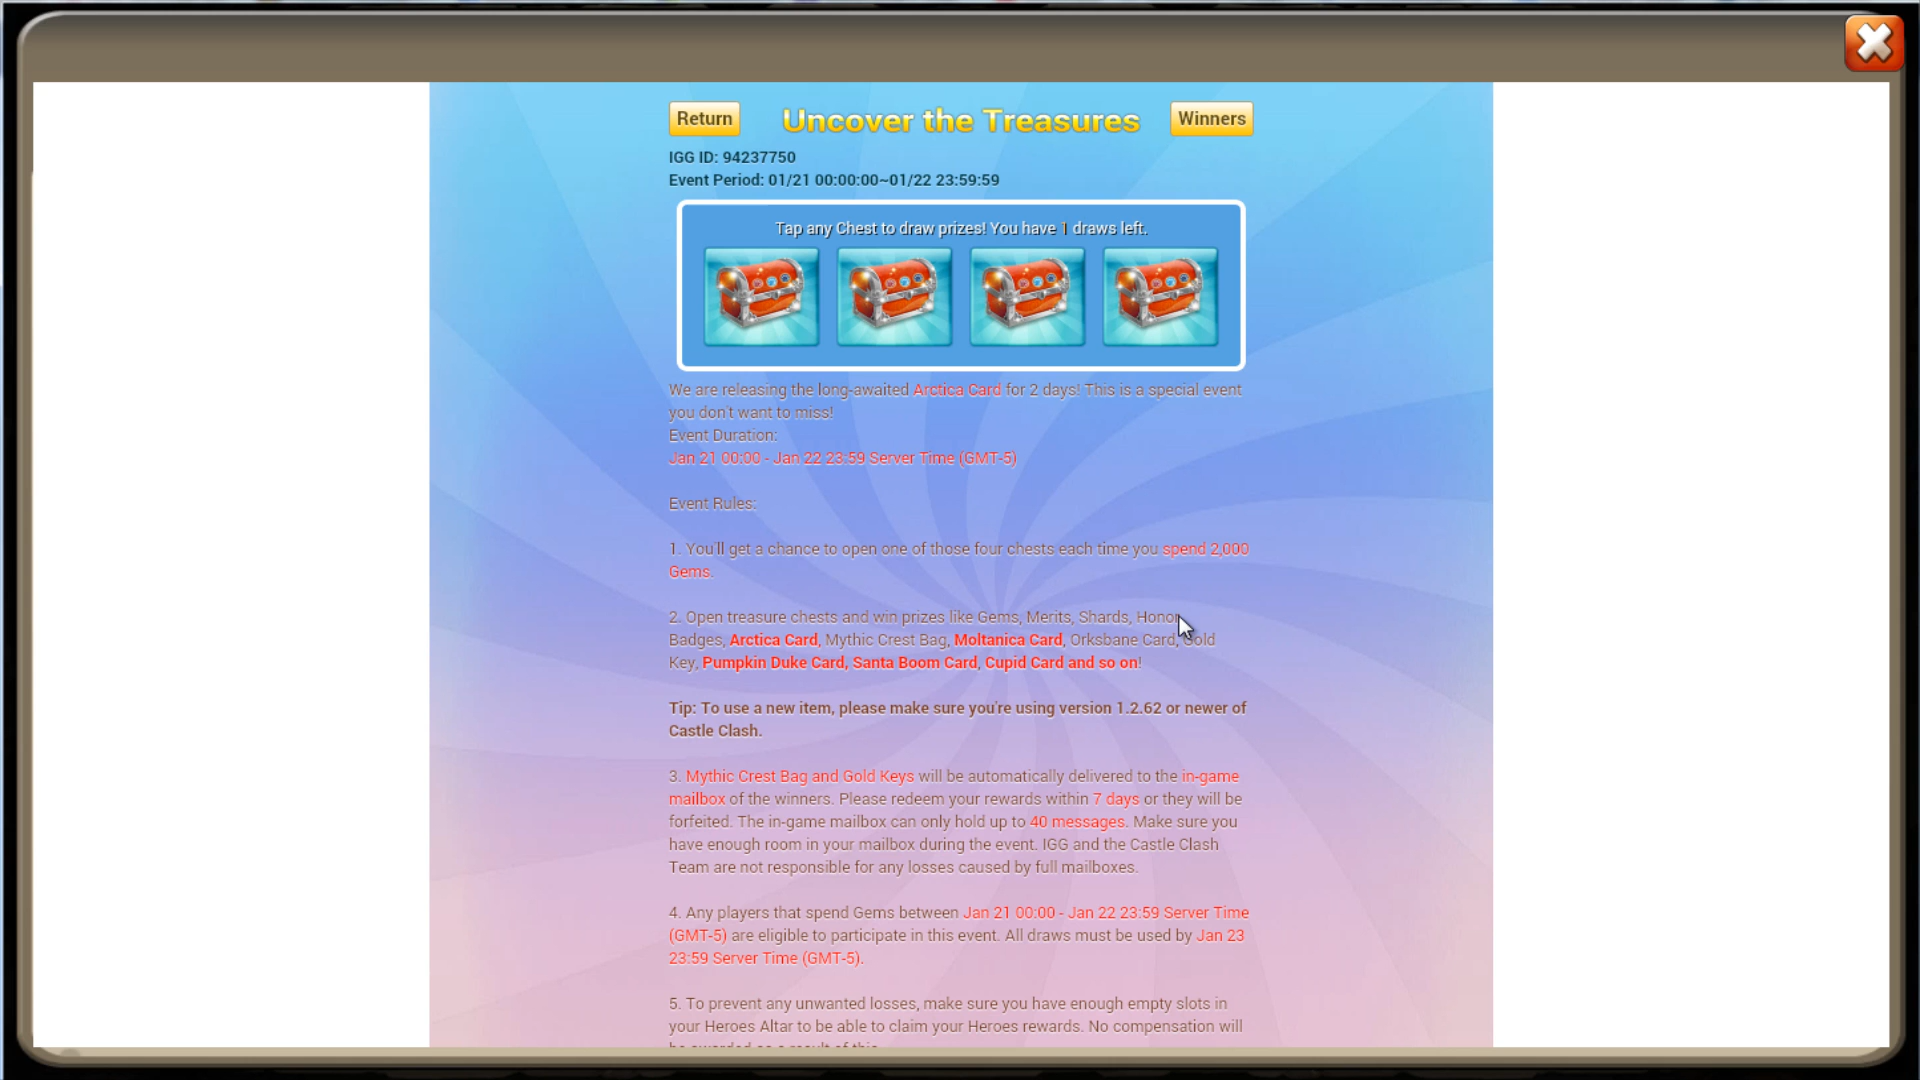 Return Uncover the Treasures Winners
IGG ID: 94237750
Event Period: 01/21 00:00:00~01/22 23:59:59
Tap any Chest to draw prizes! You have 1 draws left.
We are releasing the long-awaited Arctica Card for 2 days! This is a special event
you don't want to miss!
Event Duration:
Jan 21 00:00 - Jan 22 23:59 Server Time (GMT-5)
Event Rules:
1. You'll get a chance to open one of those four chests each time you spend 2,000
Gems.
2. Open treasure chests and win prizes like Gems, Merits, Shards, Honor
Badges, Arctica Card, Mythic Crest Bag, Moltanica Card, Orksbane Card, Gold
Key, Pumpkin Duke Card, Santa Boom Card, Cupid Card and so on!
Tip: To use a new item, please make sure you're using version 1.2.62 or newer of
Castle Clash.
3. Mythic Crest Bag and Gold Keys will be automatically delivered to the in-game
mailbox of the winners. Please redeem your rewards within 7 days or they will be
forfeited. The in-game mailbox can only hold up to 40 messages. Make sure you
have enough room in your mailbox during the event. IGG and the Castle Clash
Team are not responsible for any losses caused by full mailboxes.
4. Any players that spend Gems between Jan 21 00:00 - Jan 22 23:59 Server Time
(GMT-5) are eligible to participate in this event. All draws must be used by Jan 23
23:59 Server Time (GMT-5).
5. To prevent any unwanted losses, make sure you have enough empty slots in
your Heroes Altar to be able to claim your Heroes rewards. No compensation will
be awarded as a result of this.